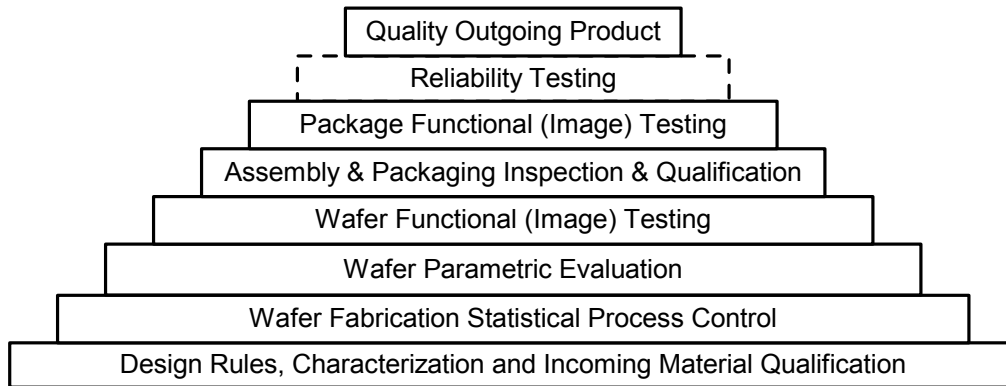 Quality Outgoing Product
Reliability Testing
Package Functional (Image) Testing
Assembly & Packaging Inspection & Qualification
Wafer Functional (Image) Testing
Wafer Parametric Evaluation
Wafer Fabrication Statistical Process Control
Design Rules, Characterization and Incoming Material Qualification